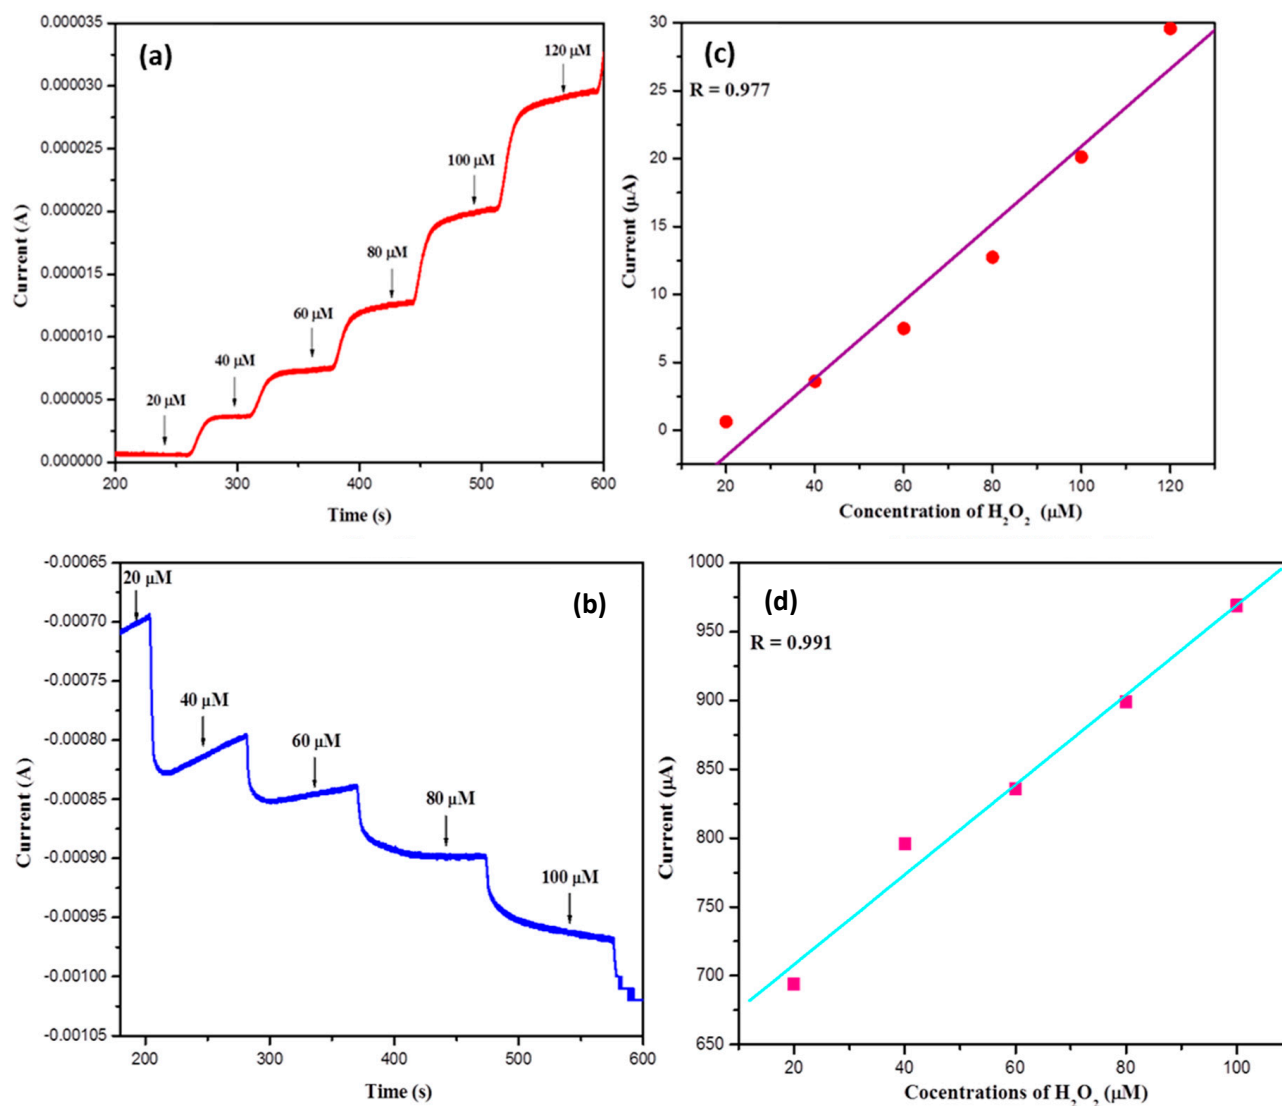 (a)
0.000035
0.000030
0.000025
0.000020
0.000015
0.000010
0.000005
0.000000
Current (A)
20 μM
40 μM
60 μM
80 μM
100 μM
120 μM
200 300 400 500 600
Time (s)
(c)
R = 0.977
30
25
20
15
10
5
0
Current (μA)
20 40 60 80 100 120
Concentration of H₂O₂ (μM)
(b)
-0.00065
-0.00070
-0.00075
-0.00080
-0.00085
-0.00090
-0.00095
-0.00100
-0.00105
Current (A)
20 μM
40 μM
60 μM
80 μM
100 μM
200 300 400 500 600
Time (s)
(d)
R = 0.991
1000
950
900
850
800
750
700
650
Current (μA)
20 40 60 80 100
Cocentrations of H₂O₂ (μM)